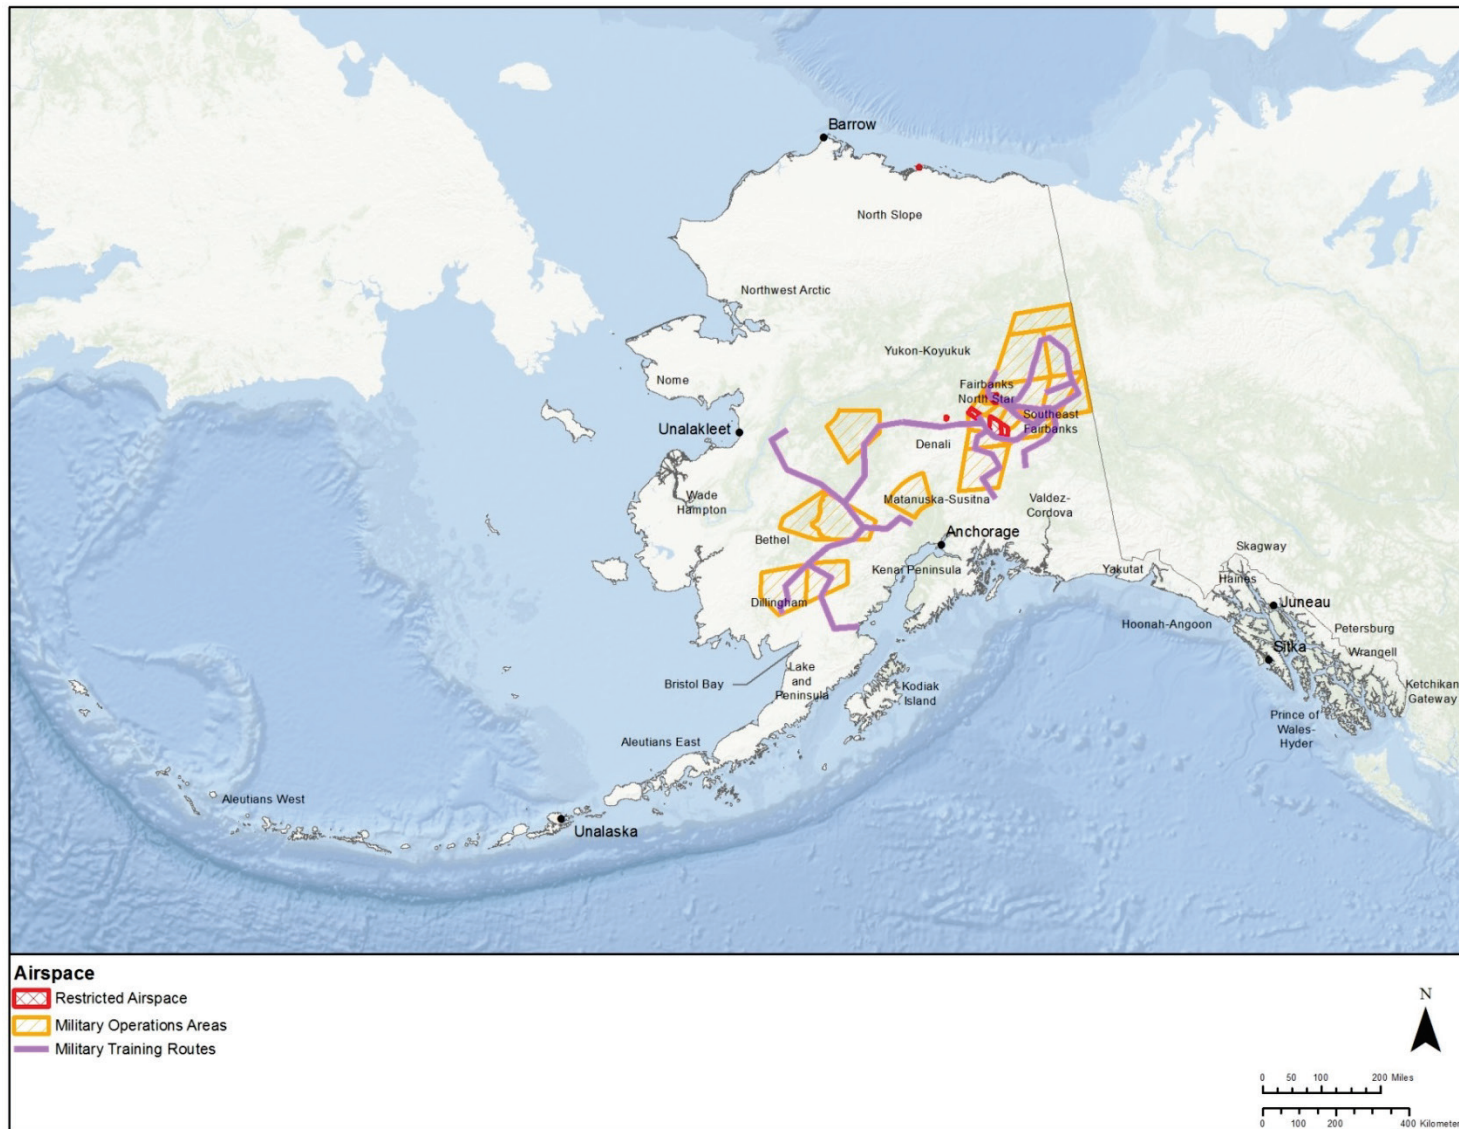 Barrow
North Slope
Northwest Arctic
Yukon-Koyukuk
Nome
Fairbanks
North Star
Southeast
Fairbanks
Unalakleet
Denali
Wade
Hampton
Matanuska-Susitna
Valdez-
Cordova
Bethel
Anchorage
Skagway
Kenai Peninsula
Yakutat
Haines
Dillingham
Juneau
Hoonah-Angoon
Petersburg
Sitka
Wrangell
Lake
and
Peninsula
Bristol Bay
Kodiak
Island
Ketchikan
Gateway
Prince of
Wales-
Hyder
Aleutians East
Aleutians West
Unalaska
Airspace
Restricted Airspace
Military Operations Areas
Military Training Routes
N
0 50 100 200 Miles
0 100 200 400 Kilometer